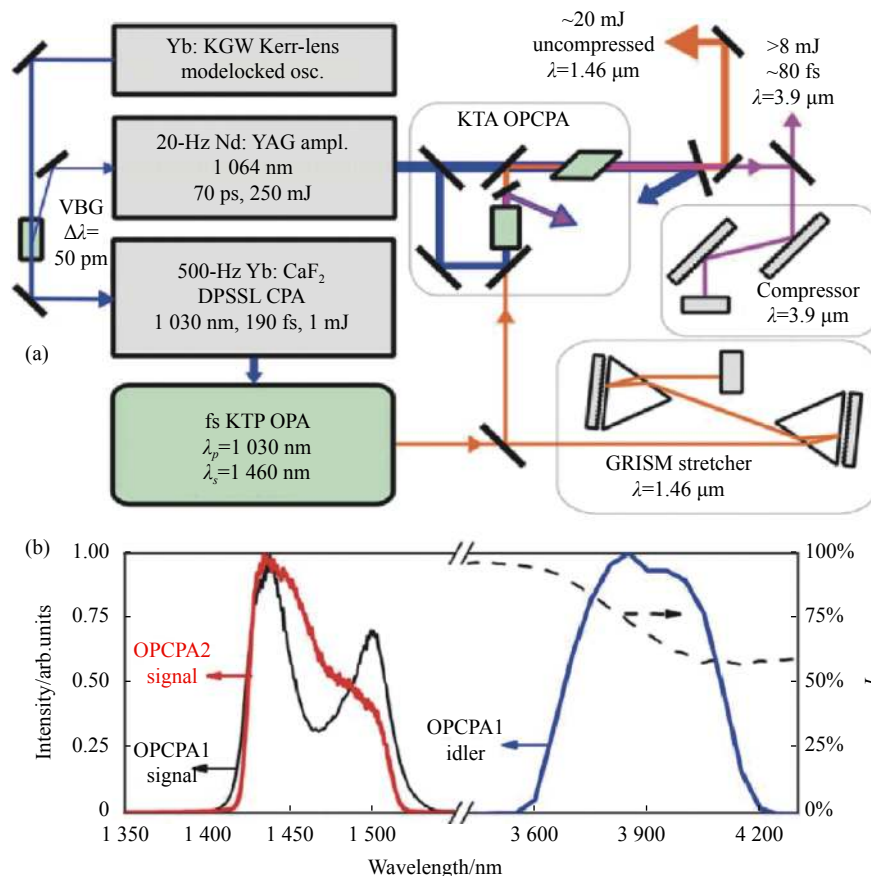 Yb: KGW Kerr-lens
modelocked osc.
20-Hz Nd: YAG ampl.
1 064 nm
70 ps, 250 mJ
VBG
Δλ=
50 pm
500-Hz Yb: CaF₂
DPSSL CPA
1 030 nm, 190 fs, 1 mJ
(a)
fs KTP OPA
λp=1 030 nm
λs=1 460 nm
KTA OPCPA
~20 mJ
uncompressed
λ=1.46 μm
>8 mJ
~80 fs
λ=3.9 μm
Compressor
λ=3.9 μm
GRISM stretcher
λ=1.46 μm
(b)
Intensity/arb.units
1.00
0.75
0.50
0.25
0
OPCPA2
signal
OPCPA1
signal
OPCPA1
idler
100%
75%
50%
25%
0%
1 350
1 400
1 450
1 500
3 600
3 900
4 200
Wavelength/nm